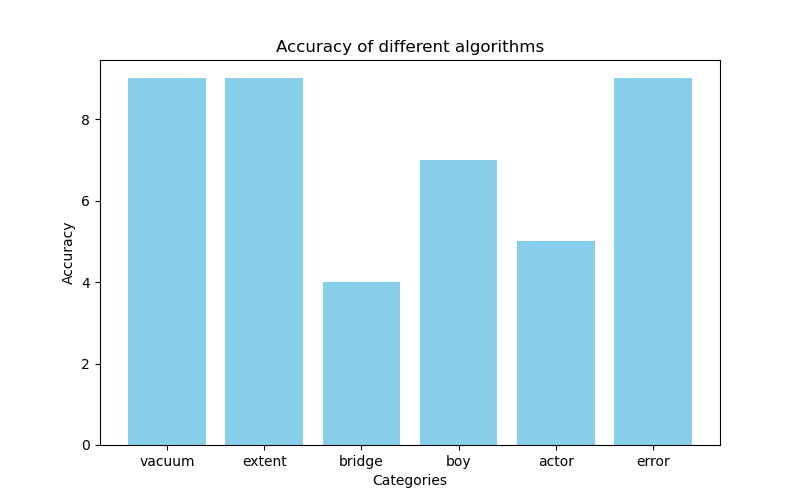 Accuracy of different algorithms
Accuracy
8
6
4
2
0
vacuum extent bridge boy actor error
Categories